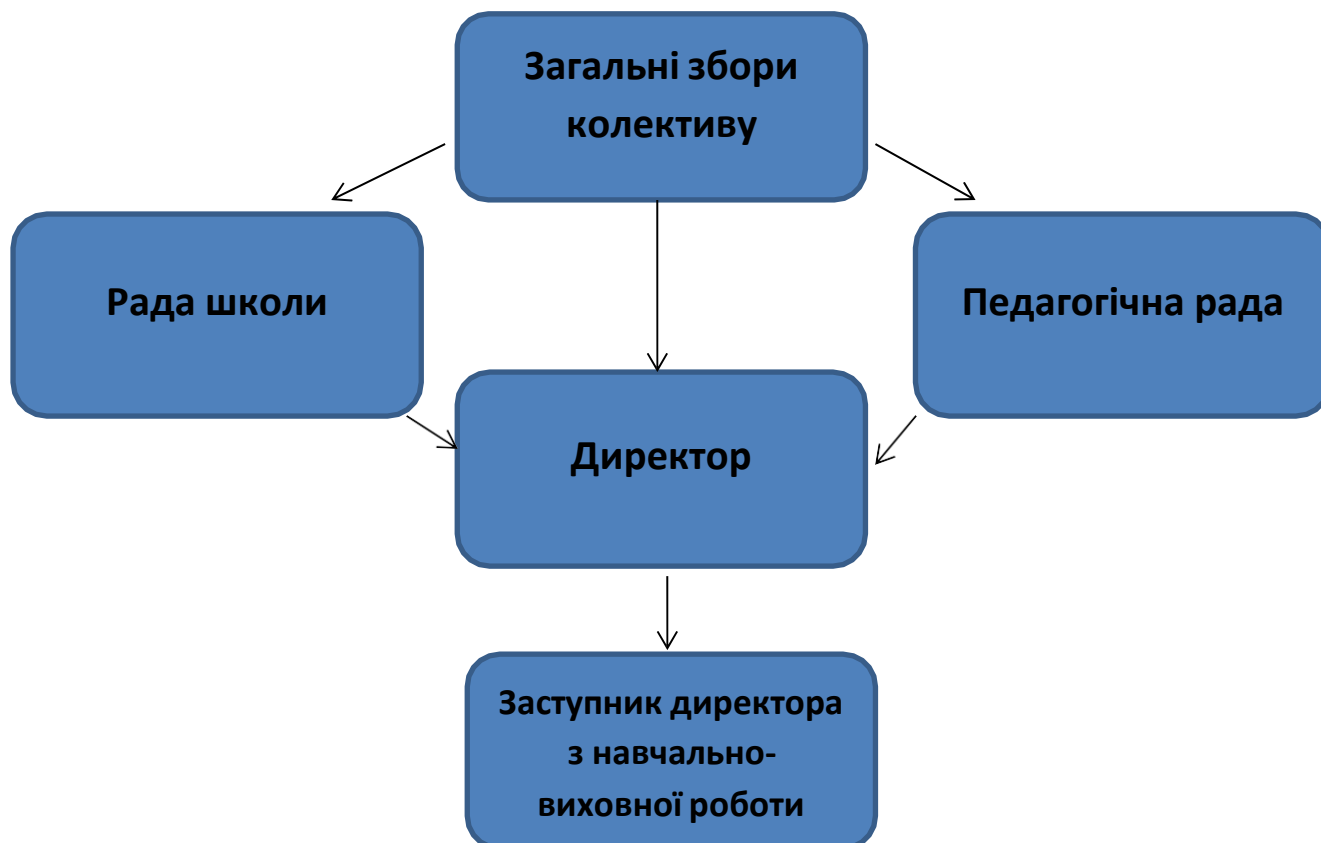 Загальні збори
колективу
Рада школи
Педагогічна рада
Директор
Заступник директора
з навчально-
виховної роботи